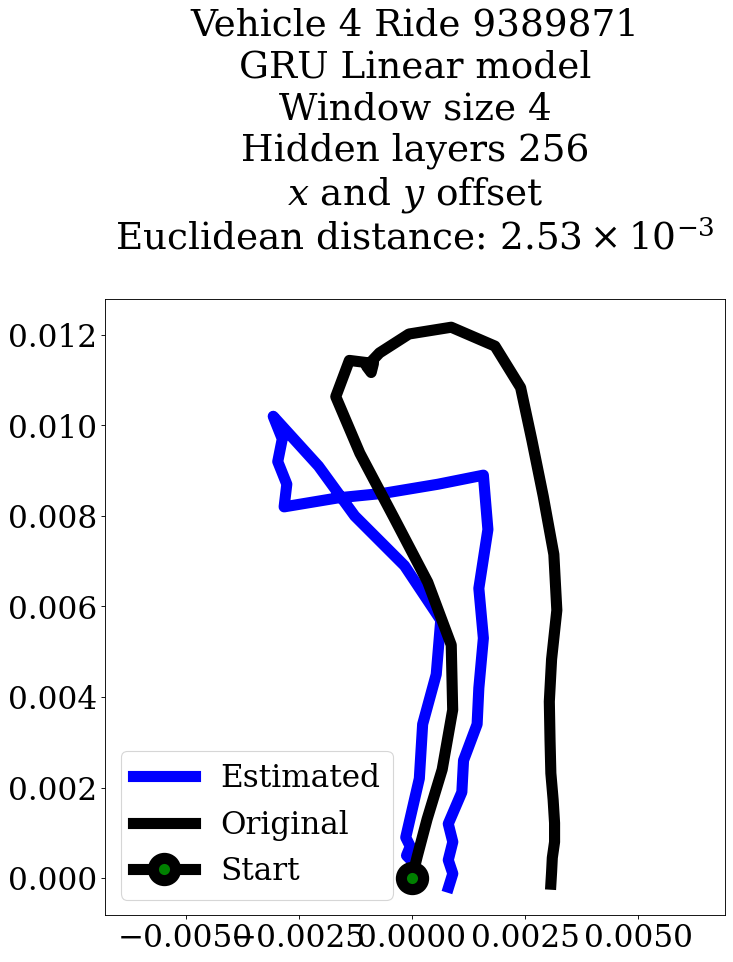 Vehicle 4 Ride 9389871
GRU Linear model
Window size 4
Hidden layers 256
x and y offset
Euclidean distance: 2.53 × 10⁻³
0.012
0.010
0.008
0.006
0.004
0.002
0.000
Estimated
Original
Start
−0.0050 −0.0025 0.0000 0.0025 0.0050